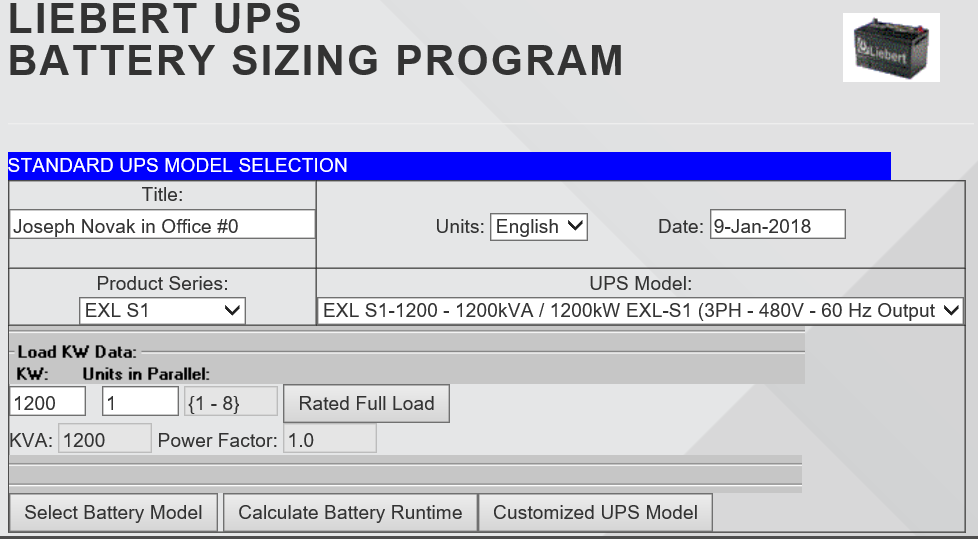 LIEBERT UPS
BATTERY SIZING PROGRAM
Liebert
STANDARD UPS MODEL SELECTION
Title:
Joseph Novak in Office #0
Units: English Date: 9-Jan-2018
Product Series: UPS Model:
EXL S1 EXL S1-1200 - 1200kVA / 1200kW EXL-S1 (3PH - 480V - 60 Hz Output
Load KW Data:
KW: Units in Parallel:
1200 1 {1 - 8} Rated Full Load
KVA: 1200 Power Factor: 1.0
Select Battery Model Calculate Battery Runtime Customized UPS Model